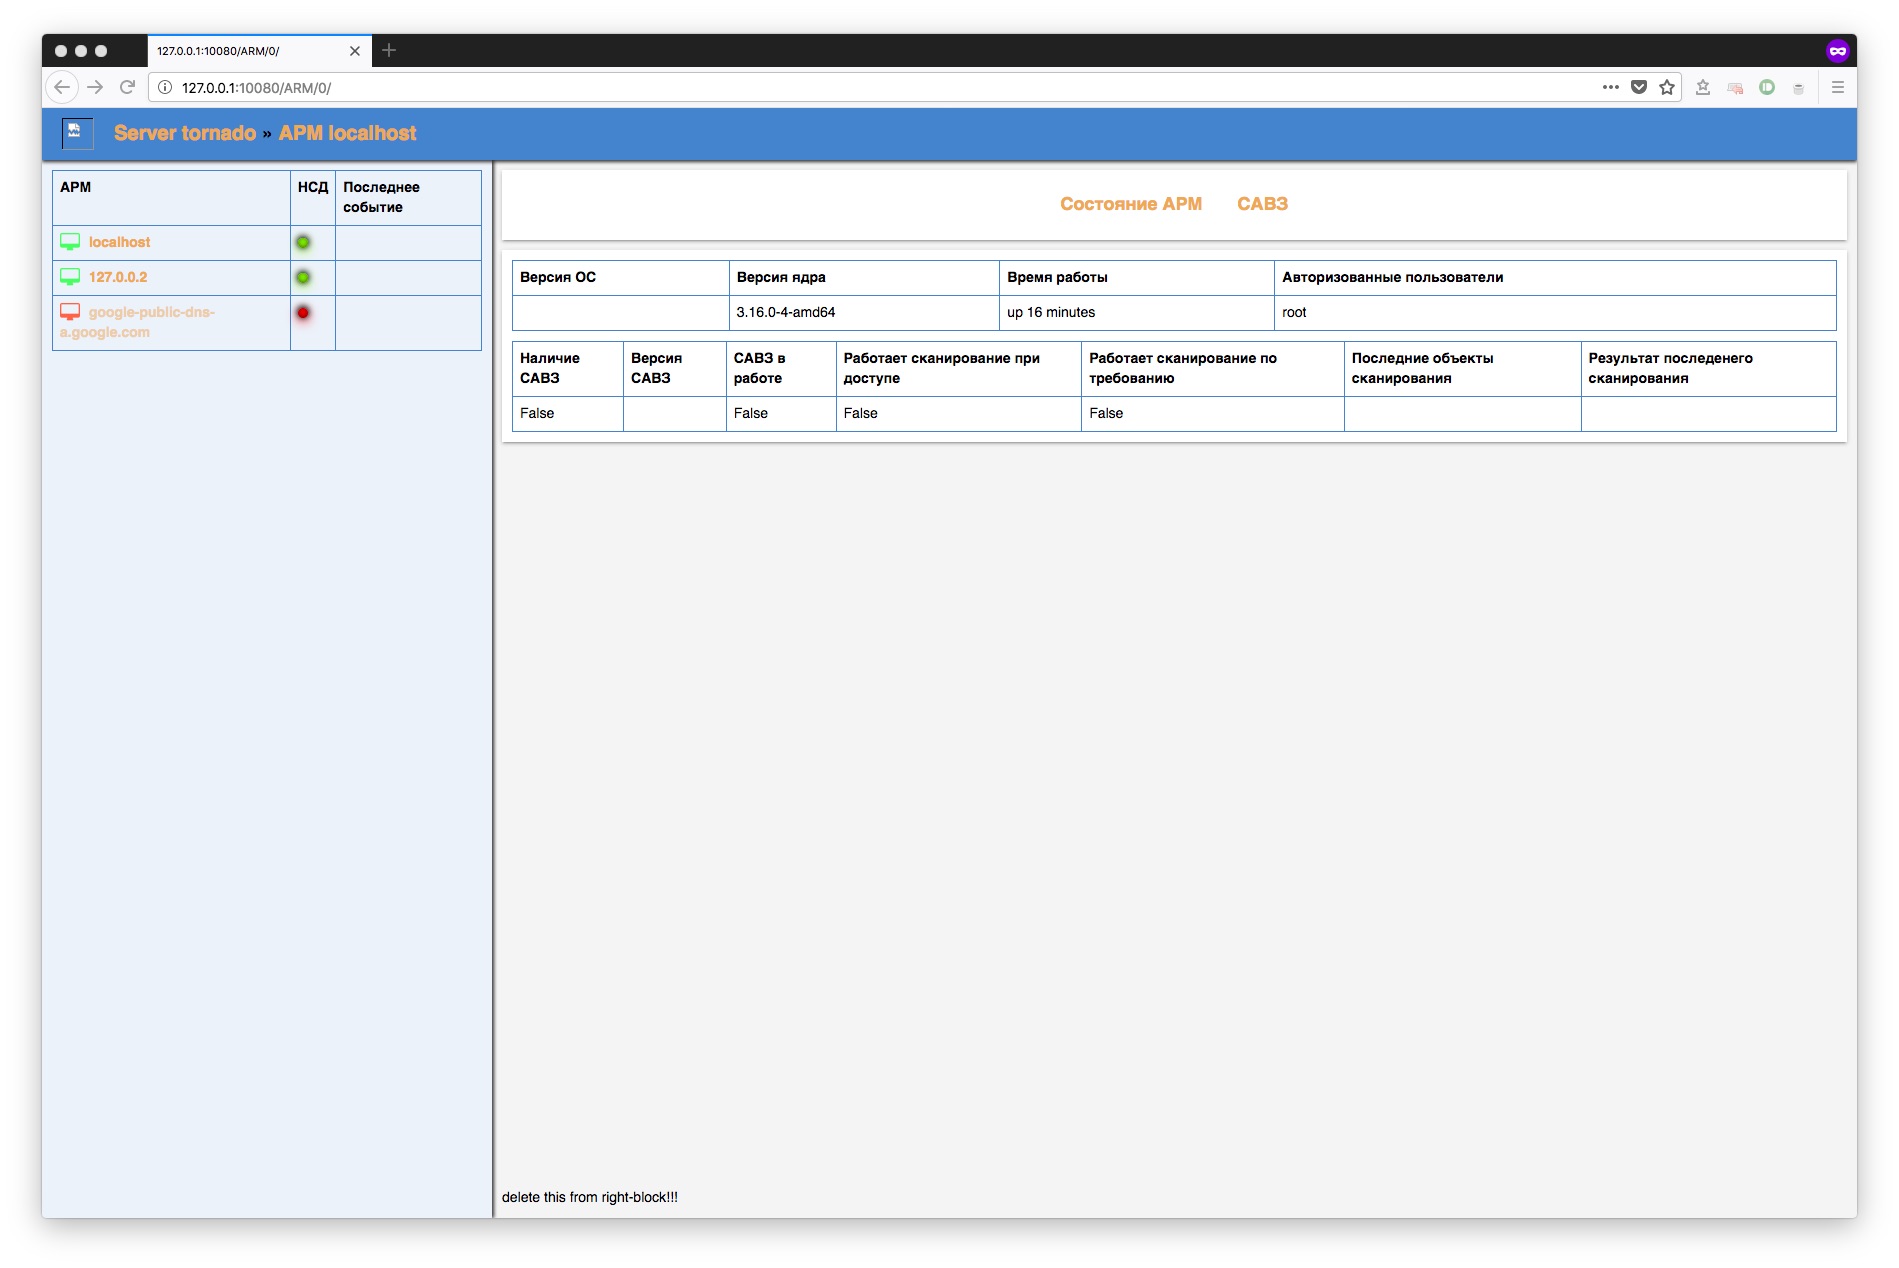 127.0.0.1:10080/ARM/0/
127.0.0.1:10080/ARM/0/
Server tornado » АРМ localhost
АРМ НСД Последнее
событие
localhost
127.0.0.2
google-public-dns-
a.google.com
Состояние АРМ САВЗ
Версия ОС Версия ядра Время работы Авторизованные пользователи
3.16.0-4-amd64 up 16 minutes root
Наличие САВЗ в Работает сканирование при Работает сканирование по Последние объекты Результат последенего
САВЗ Версия САВЗ работе доступе требованию сканирования сканирования
False False False False
delete this from right-block!!!